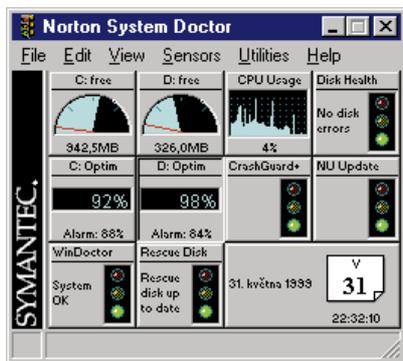 Norton System Doctor
File Edit View Sensors Utilities Help
C: free D: free CPU Usage Disk Health
No disk
errors
942,5MB 326,0MB 4%
C: Optim D: Optim CrashGuard+ NU Update
92% 98%
Alarm: 88% Alarm: 84%
WinDoctor Rescue Disk
System
OK
Rescue
disk up
to date
31. května 1999
V
31
22:32:10
SYMANTEC.